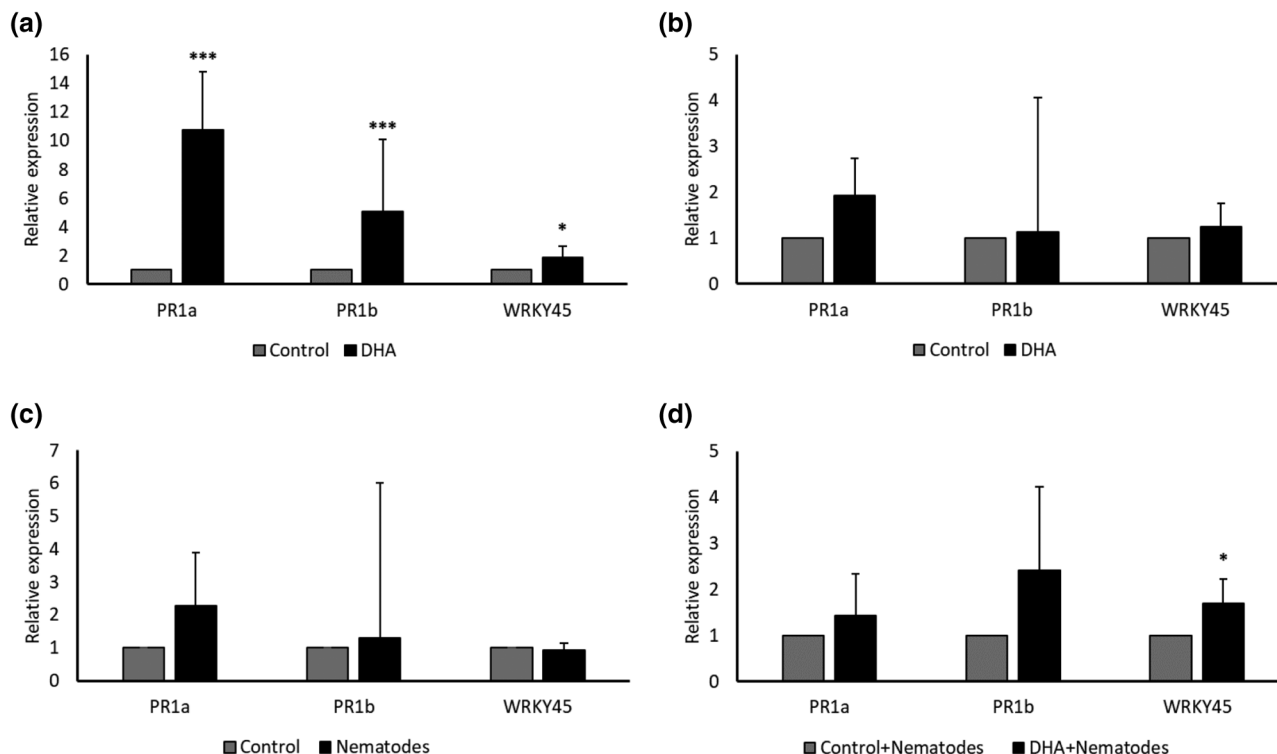 (a)
16
14
12
10
8
6
4
2
0
Relative expression
***
***
*
PR1a PR1b WRKY45
Control DHA
(b)
5
4
3
2
1
0
Relative expression
PR1a PR1b WRKY45
Control DHA
(c)
7
6
5
4
3
2
1
0
Relative expression
PR1a PR1b WRKY45
Control Nematodes
(d)
5
4
3
2
1
0
Relative expression
*
PR1a PR1b WRKY45
Control+Nematodes DHA+Nematodes